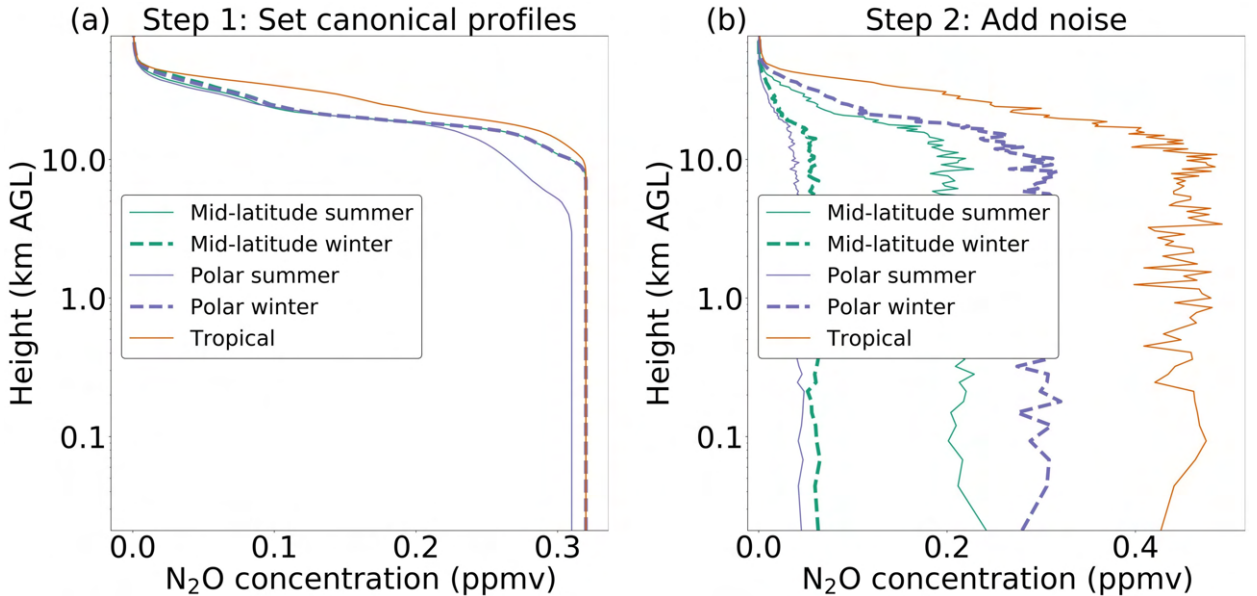 (a) Step 1: Set canonical profiles
Height (km AGL)
10.0
1.0
0.1
Mid-latitude summer
Mid-latitude winter
Polar summer
Polar winter
Tropical
0.0 0.1 0.2 0.3
N₂O concentration (ppmv)
(b) Step 2: Add noise
Height (km AGL)
10.0
1.0
0.1
Mid-latitude summer
Mid-latitude winter
Polar summer
Polar winter
Tropical
0.0 0.2 0.4
N₂O concentration (ppmv)